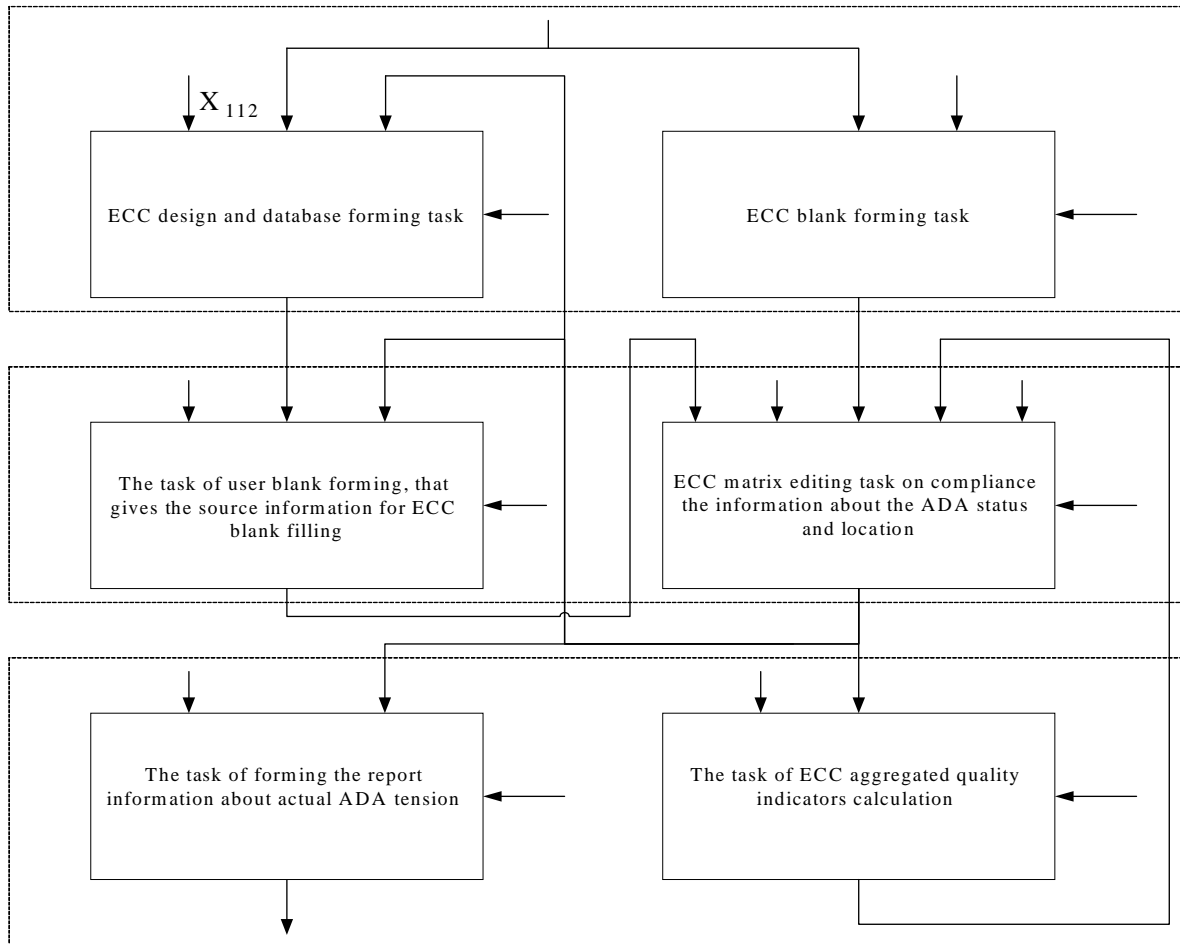 X 112
ECC design and database forming task
ECC blank forming task
The task of user blank forming, that
gives the source information for ECC
blank filling
ECC matrix editing task on compliance
the information about the ADA status
and location
The task of forming the report
information about actual ADA tension
The task of ECC aggregated quality
indicators calculation